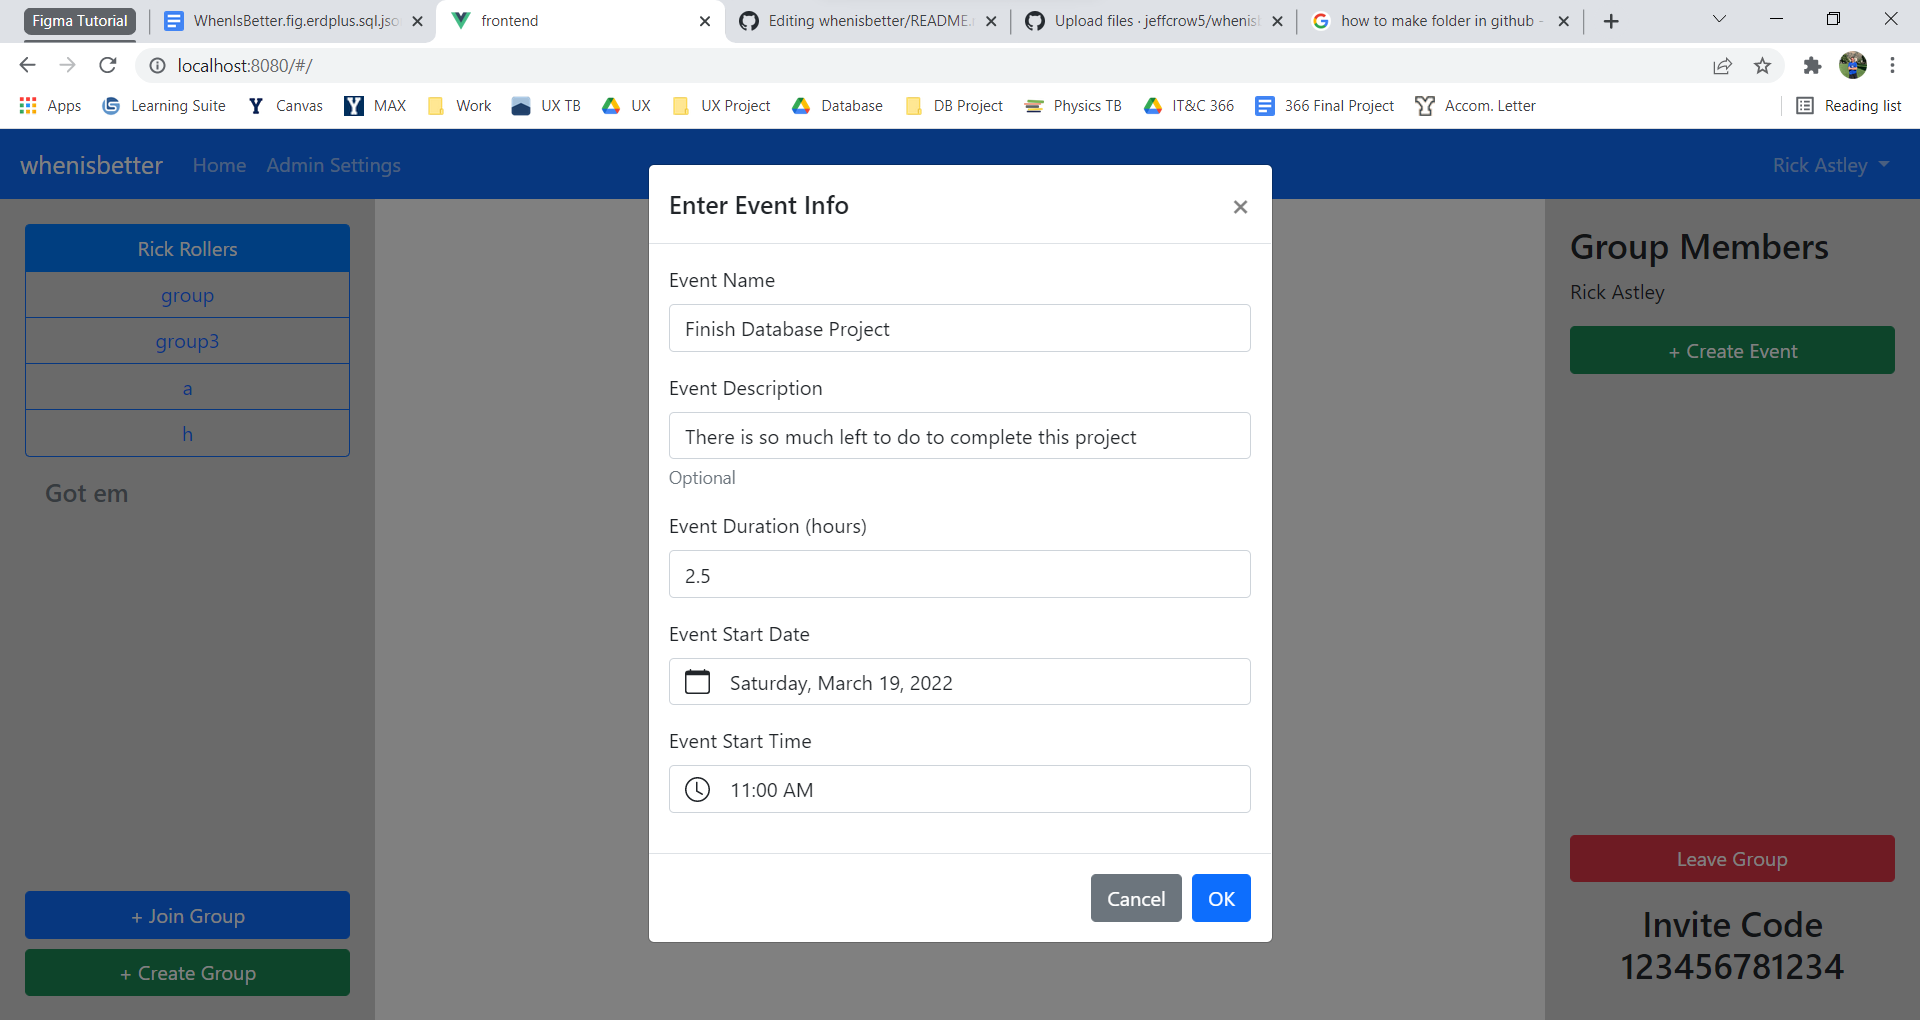 Figma Tutorial
WhenIsBetter.fig.erdplus.sql.jso
frontend
Editing whenisbetter/README.
Upload files · jeffcrow5/whenis
how to make folder in github -
localhost:8080/#/
Apps
Learning Suite
Canvas
MAX
Work
UX TB
UX
UX Project
Database
DB Project
Physics TB
IT&C 366
366 Final Project
Accom. Letter
Reading list
whenisbetter
Home
Admin Settings
Rick Astley
Rick Rollers
group
group3
a
h
Got em
+ Join Group
+ Create Group
Enter Event Info
×
Event Name
Finish Database Project
Event Description
There is so much left to do to complete this project
Optional
Event Duration (hours)
2.5
Event Start Date
Saturday, March 19, 2022
Event Start Time
11:00 AM
Cancel
OK
Group Members
Rick Astley
+ Create Event
Leave Group
Invite Code
123456781234